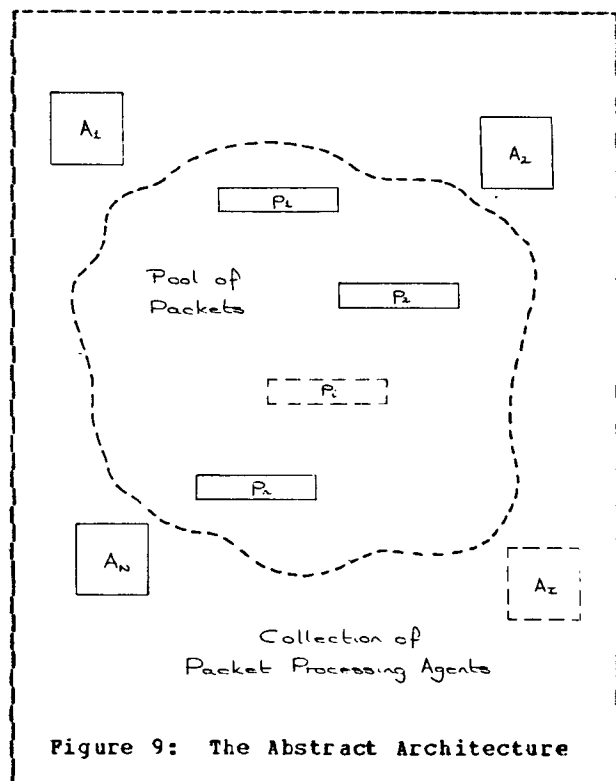 A1
A2
P1
Pool of
Packets
P2
Pi
Pn
AN
AI
Collection of
Packet Processing Agents
Figure 9: The Abstract Architecture